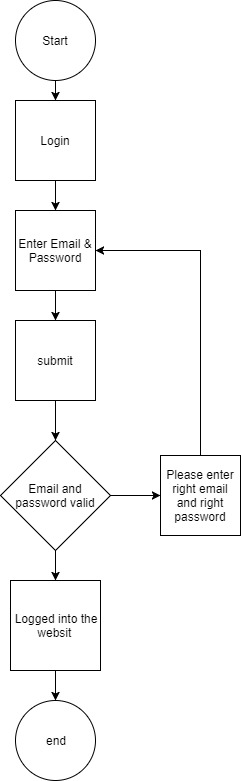 Start
Login
Enter Email &
Password
submit
Email and
password valid
Please enter
right email
and right
password
Logged into the
websit
end